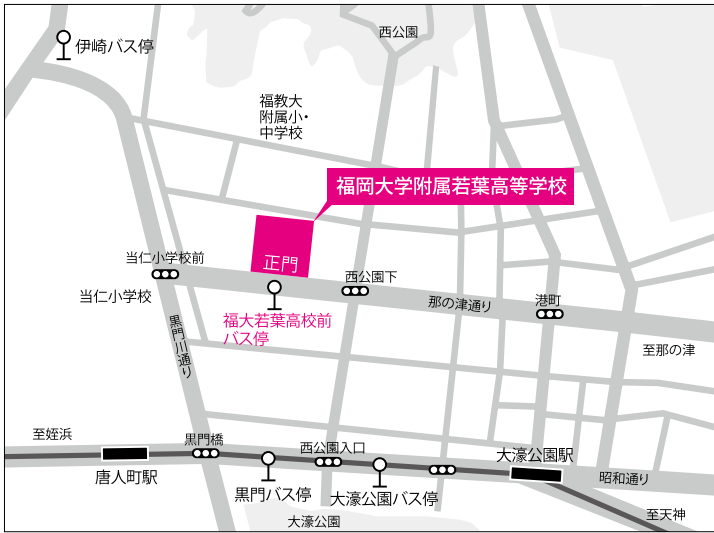 西公園
伊崎バス停
福教大
附属小・
中学校
福岡大学附属若葉高等学校
当仁小学校前
正門
西公園下
当仁小学校
那の津通り
港町
福大若葉高校前
バス停
黒門川通り
至那の津
至姪浜
黒門橋
西公園入口
大濠公園駅
唐人町駅
昭和通り
黒門バス停
大濠公園バス停
大濠公園
至天神